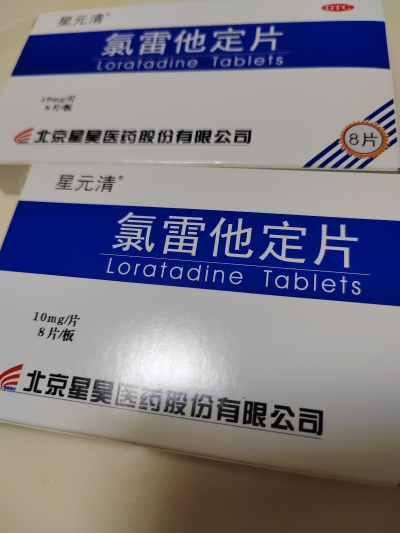 星元清®
OTC
氯雷他定片
Loratadine Tablets
10mg/片
8片/板
北京星昊医药股份有限公司
8片
星元清®
氯雷他定片
Loratadine Tablets
10mg/片
8片/板
北京星昊医药股份有限公司